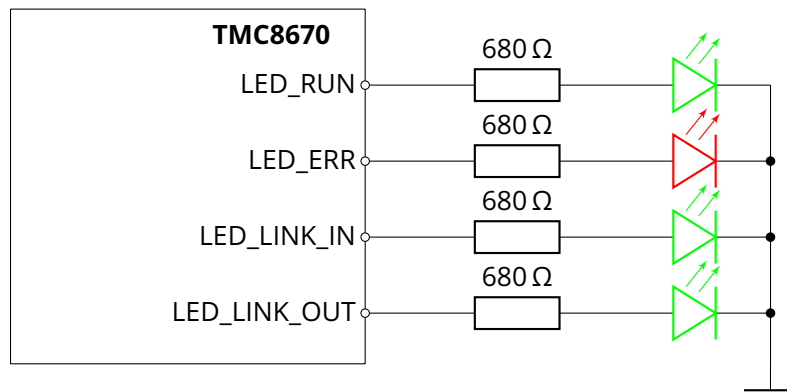 TMC8670
680 Ω
LED_RUN
680 Ω
LED_ERR
680 Ω
LED_LINK_IN
680 Ω
LED_LINK_OUT